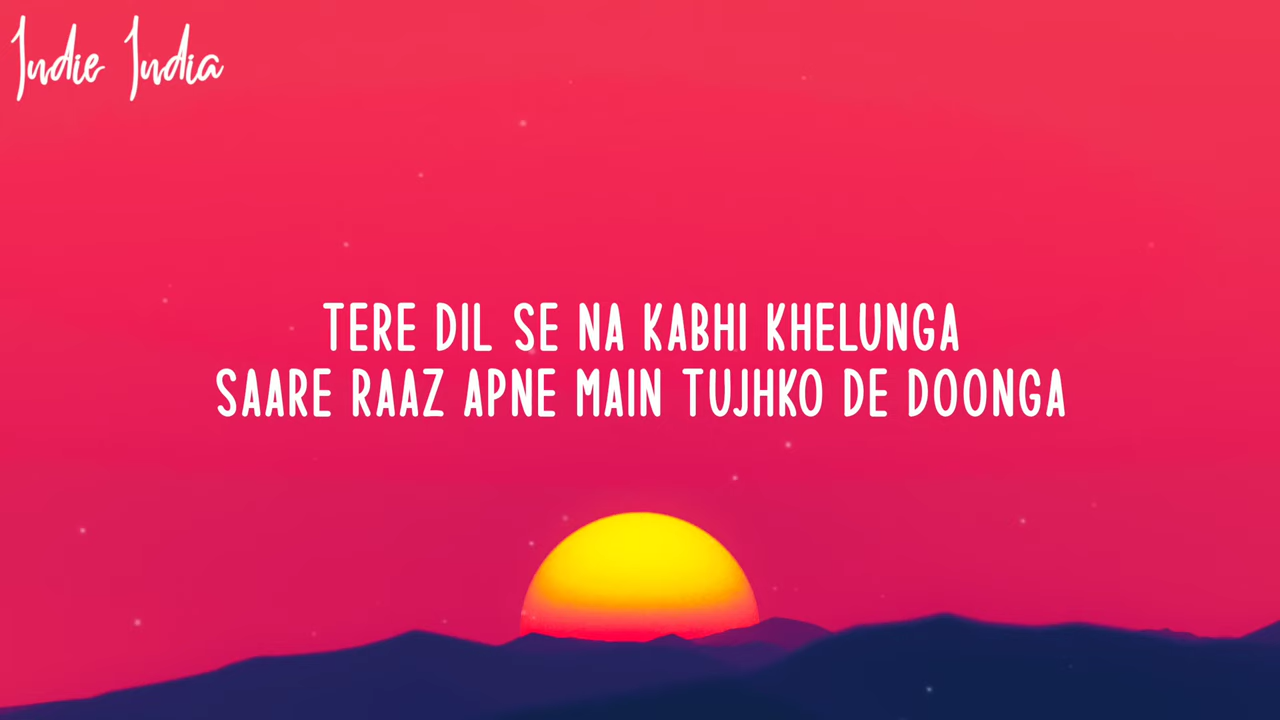 Indie India
TERE DIL SE NA KABHI KHELUNGA
SAARE RAAZ APNE MAIN TUJHKO DE DOONGA